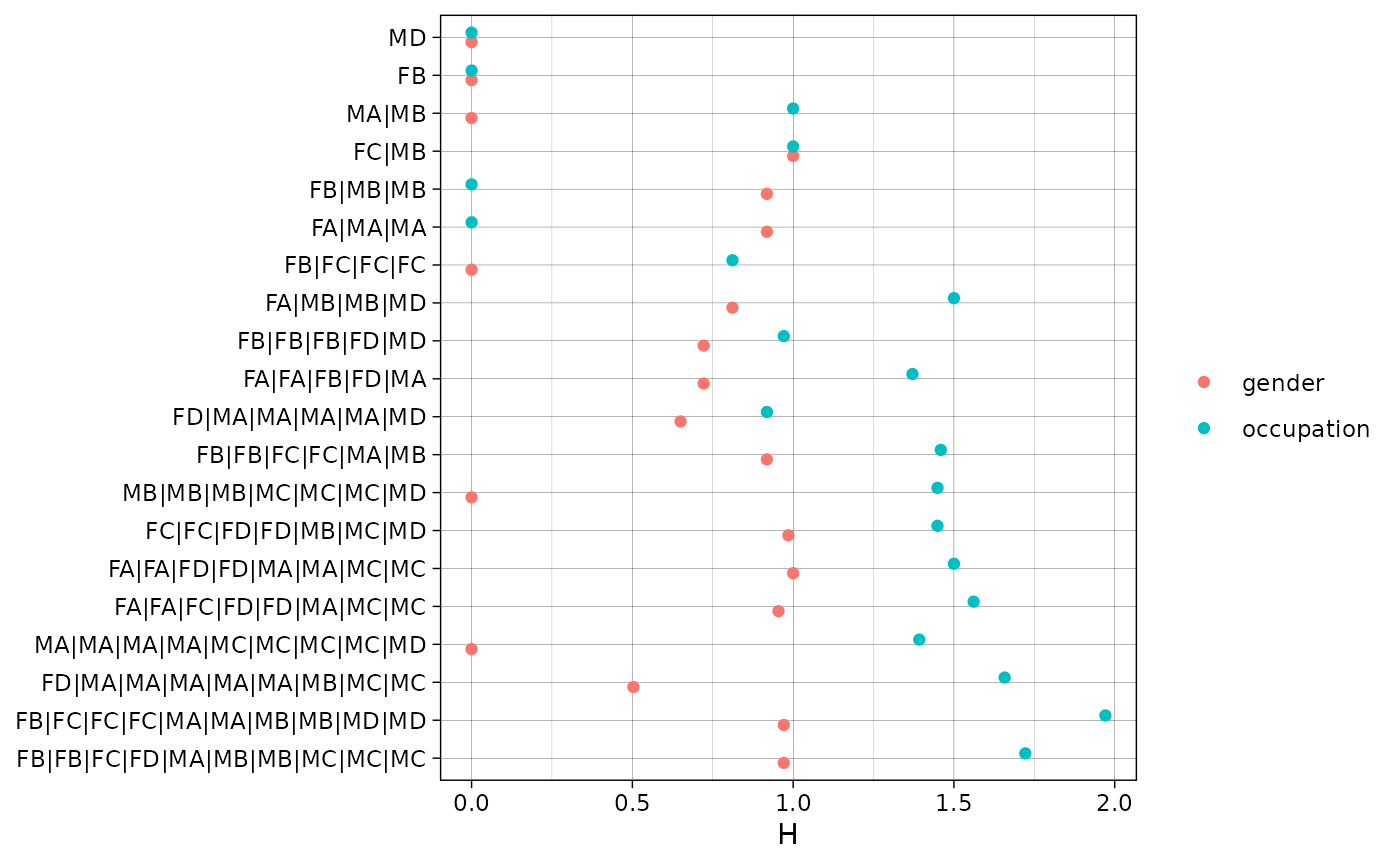 MD
FB
MA|MB
FC|MB
FB|MB|MB
FA|MA|MA
FB|FC|FC|FC
FA|MB|MB|MD
FB|FB|FB|FD|MD
FA|FA|FB|FD|MA
FD|MA|MA|MA|MA|MD
FB|FB|FC|FC|MA|MB
MB|MB|MB|MC|MC|MC|MD
FC|FC|FD|FD|MB|MC|MD
FA|FA|FD|FD|MA|MA|MC|MC
FA|FA|FC|FD|FD|MA|MC|MC
MA|MA|MA|MA|MC|MC|MC|MC|MD
FD|MA|MA|MA|MA|MA|MB|MC|MC
FB|FC|FC|FC|MA|MA|MB|MB|MD|MD
FB|FB|FC|FD|MA|MB|MB|MC|MC|MC
0.0 0.5 1.0 1.5 2.0
H
gender
occupation